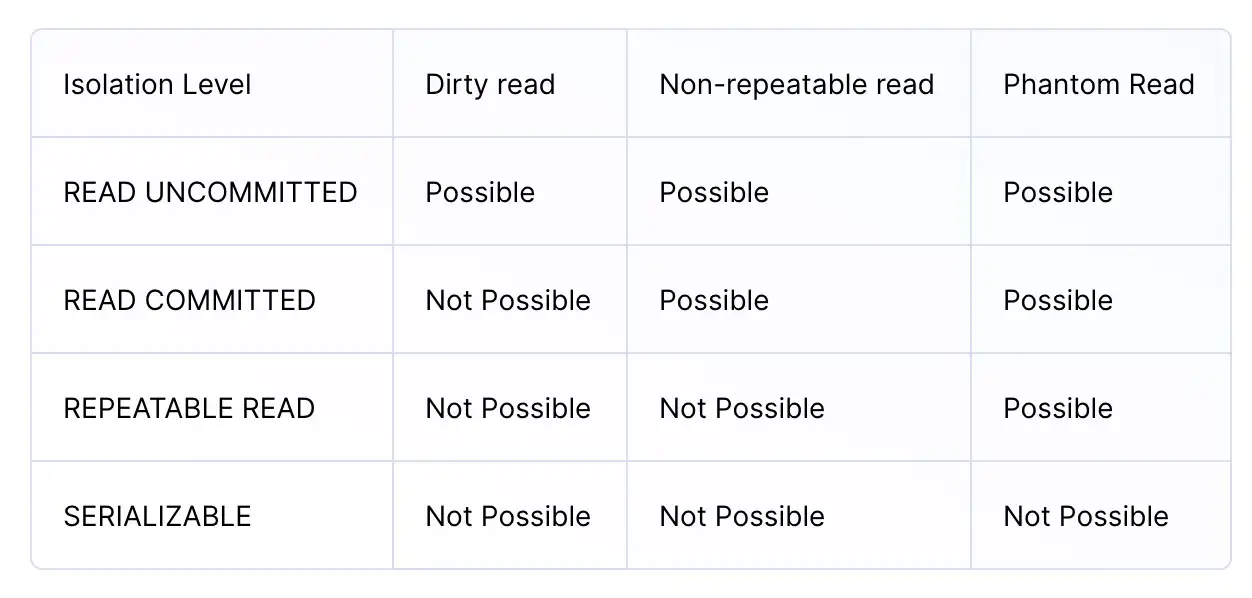 Isolation Level Dirty read Non-repeatable read Phantom Read
READ UNCOMMITTED Possible Possible Possible
READ COMMITTED Not Possible Possible Possible
REPEATABLE READ Not Possible Not Possible Possible
SERIALIZABLE Not Possible Not Possible Not Possible